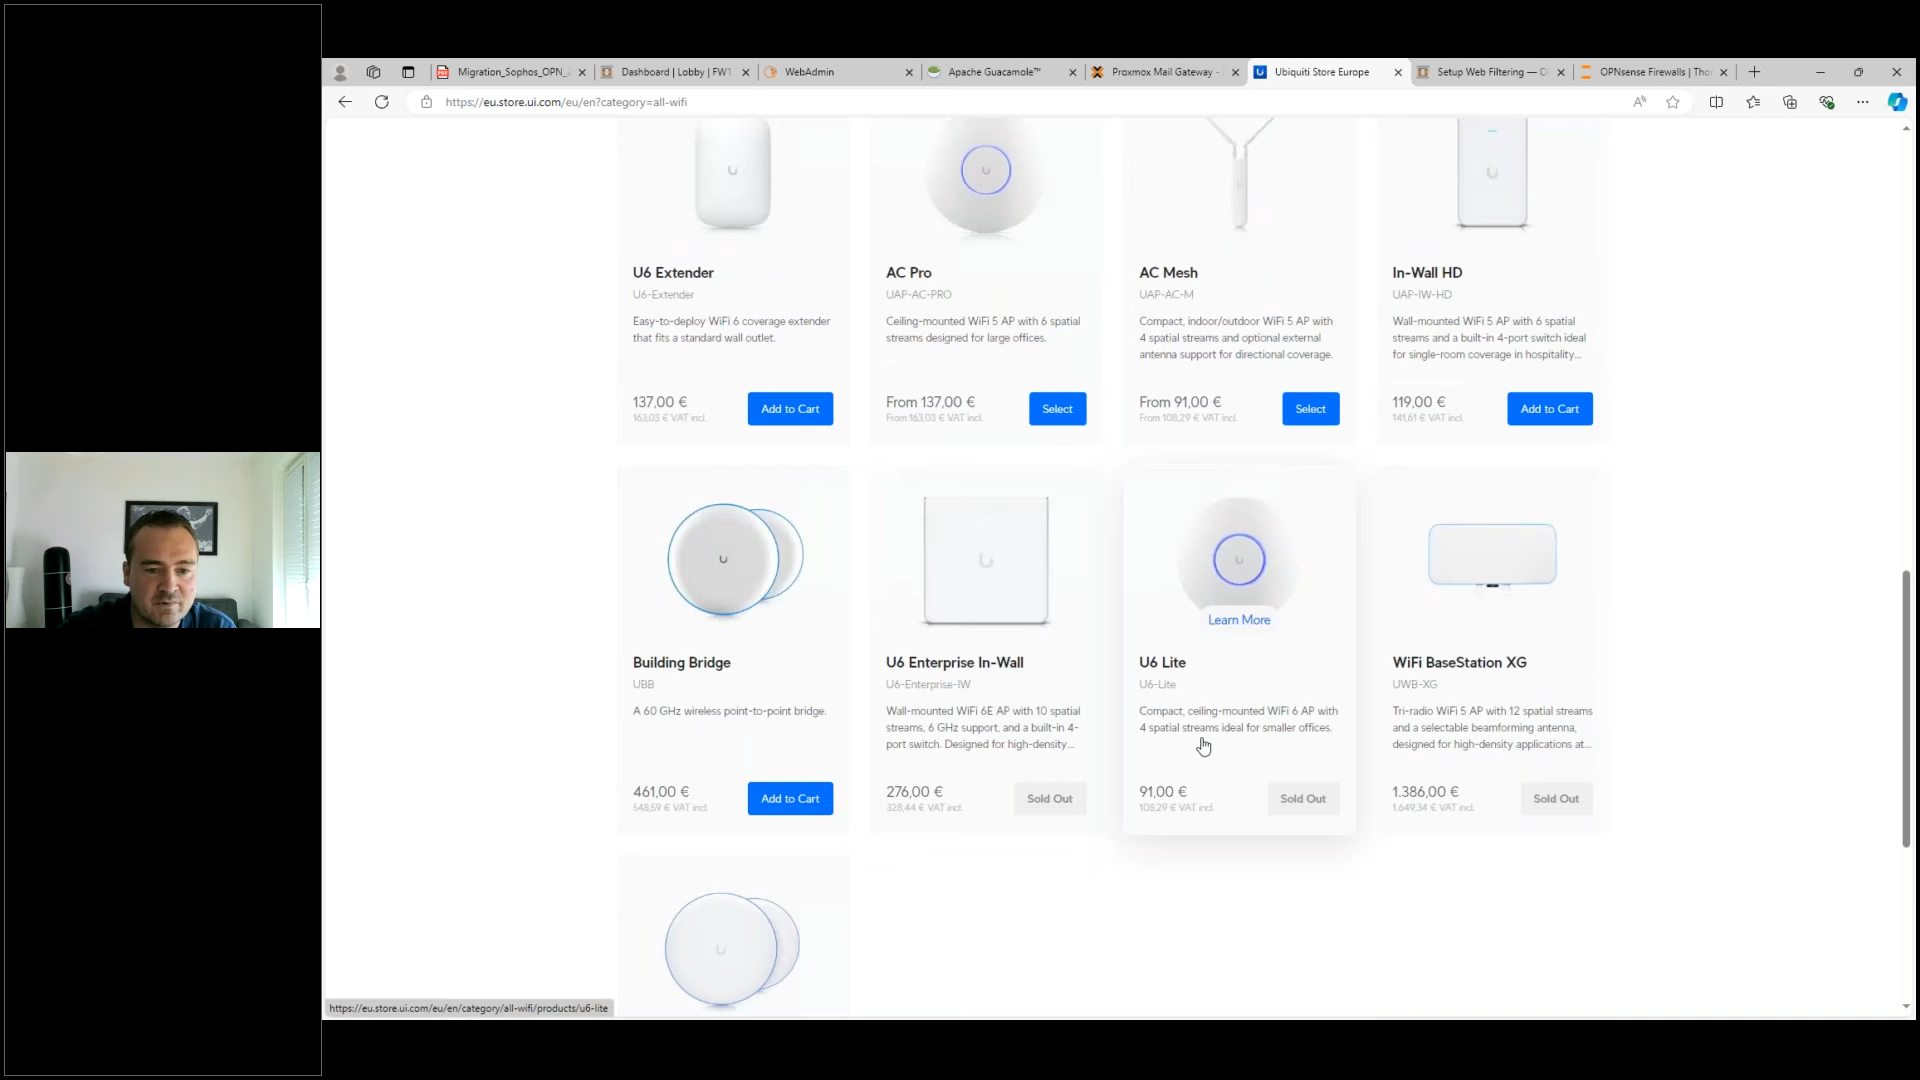 Migration_Sophos_OPN_
Dashboard | Lobby | FW1
WebAdmin
Apache Guacamole™
Proxmox Mail Gateway -
Ubiquiti Store Europe
Setup Web Filtering — O
OPNsense Firewalls | Tho
https://eu.store.ui.com/eu/en?category=all-wifi
U6 Extender
U6-Extender
Easy-to-deploy WiFi 6 coverage extender
that fits a standard wall outlet.
137,00 €
163,03 € VAT incl.
Add to Cart
AC Pro
UAP-AC-PRO
Ceiling-mounted WiFi 5 AP with 6 spatial
streams designed for large offices.
From 137,00 €
From 163,03 € VAT incl.
Select
AC Mesh
UAP-AC-M
Compact, indoor/outdoor WiFi 5 AP with
4 spatial streams and optional external
antenna support for directional coverage.
From 91,00 €
From 108,29 € VAT incl.
Select
In-Wall HD
UAP-IW-HD
Wall-mounted WiFi 5 AP with 6 spatial
streams and a built-in 4-port switch ideal
for single-room coverage in hospitality...
119,00 €
141,61 € VAT incl.
Add to Cart
Building Bridge
UBB
A 60 GHz wireless point-to-point bridge.
461,00 €
548,59 € VAT incl.
Add to Cart
U6 Enterprise In-Wall
U6-Enterprise-IW
Wall-mounted WiFi 6E AP with 10 spatial
streams, 6 GHz support, and a built-in 4-
port switch. Designed for high-density...
276,00 €
328,44 € VAT incl.
Sold Out
Learn More
U6 Lite
U6-Lite
Compact, ceiling-mounted WiFi 6 AP with
4 spatial streams ideal for smaller offices.
91,00 €
108,29 € VAT incl.
Sold Out
WiFi BaseStation XG
UWB-XG
Tri-radio WiFi 5 AP with 12 spatial streams
and a selectable beamforming antenna,
designed for high-density applications at...
1.386,00 €
1.649,34 € VAT incl.
Sold Out
https://eu.store.ui.com/eu/en/category/all-wifi/products/u6-lite